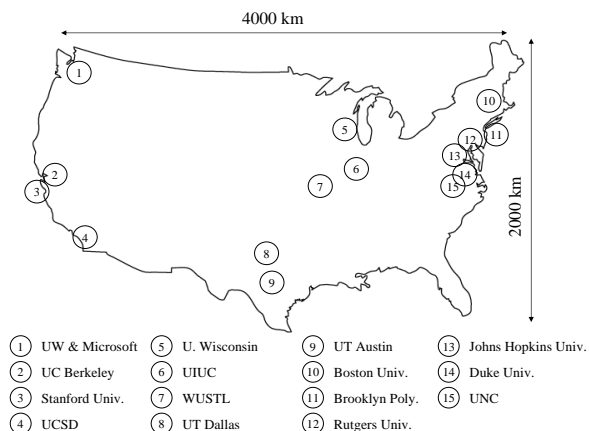 4000 km
1
10
5
11
12
13
6
2
14
7
15
3
2000 km
4
8
9
1 UW & Microsoft 5 U. Wisconsin 9 UT Austin 13 Johns Hopkins Univ.
2 UC Berkeley 6 UIUC 10 Boston Univ. 14 Duke Univ.
3 Stanford Univ. 7 WUSTL 11 Brooklyn Poly. 15 UNC
4 UCSD 8 UT Dallas 12 Rutgers Univ.